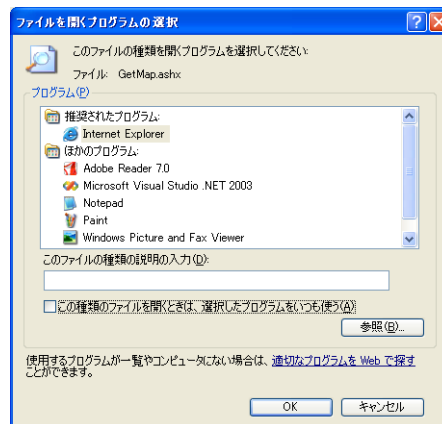 ファイルを開くプログラムの選択
このファイルの種類を開くプログラムを選択してください:
ファイル: GetMap.ashx
プログラム(P)
推奨されたプログラム:
Internet Explorer
ほかのプログラム:
Adobe Reader 7.0
Microsoft Visual Studio .NET 2003
Notepad
Paint
Windows Picture and Fax Viewer
このファイルの種類の説明の入力(D):
この種類のファイルを開くときは、選択したプログラムをいつも使う(A)
参照(B)...
使用するプログラムが一覧やコンピュータにない場合は、適切なプログラムを Web で探す
ことができます。
OK キャンセル